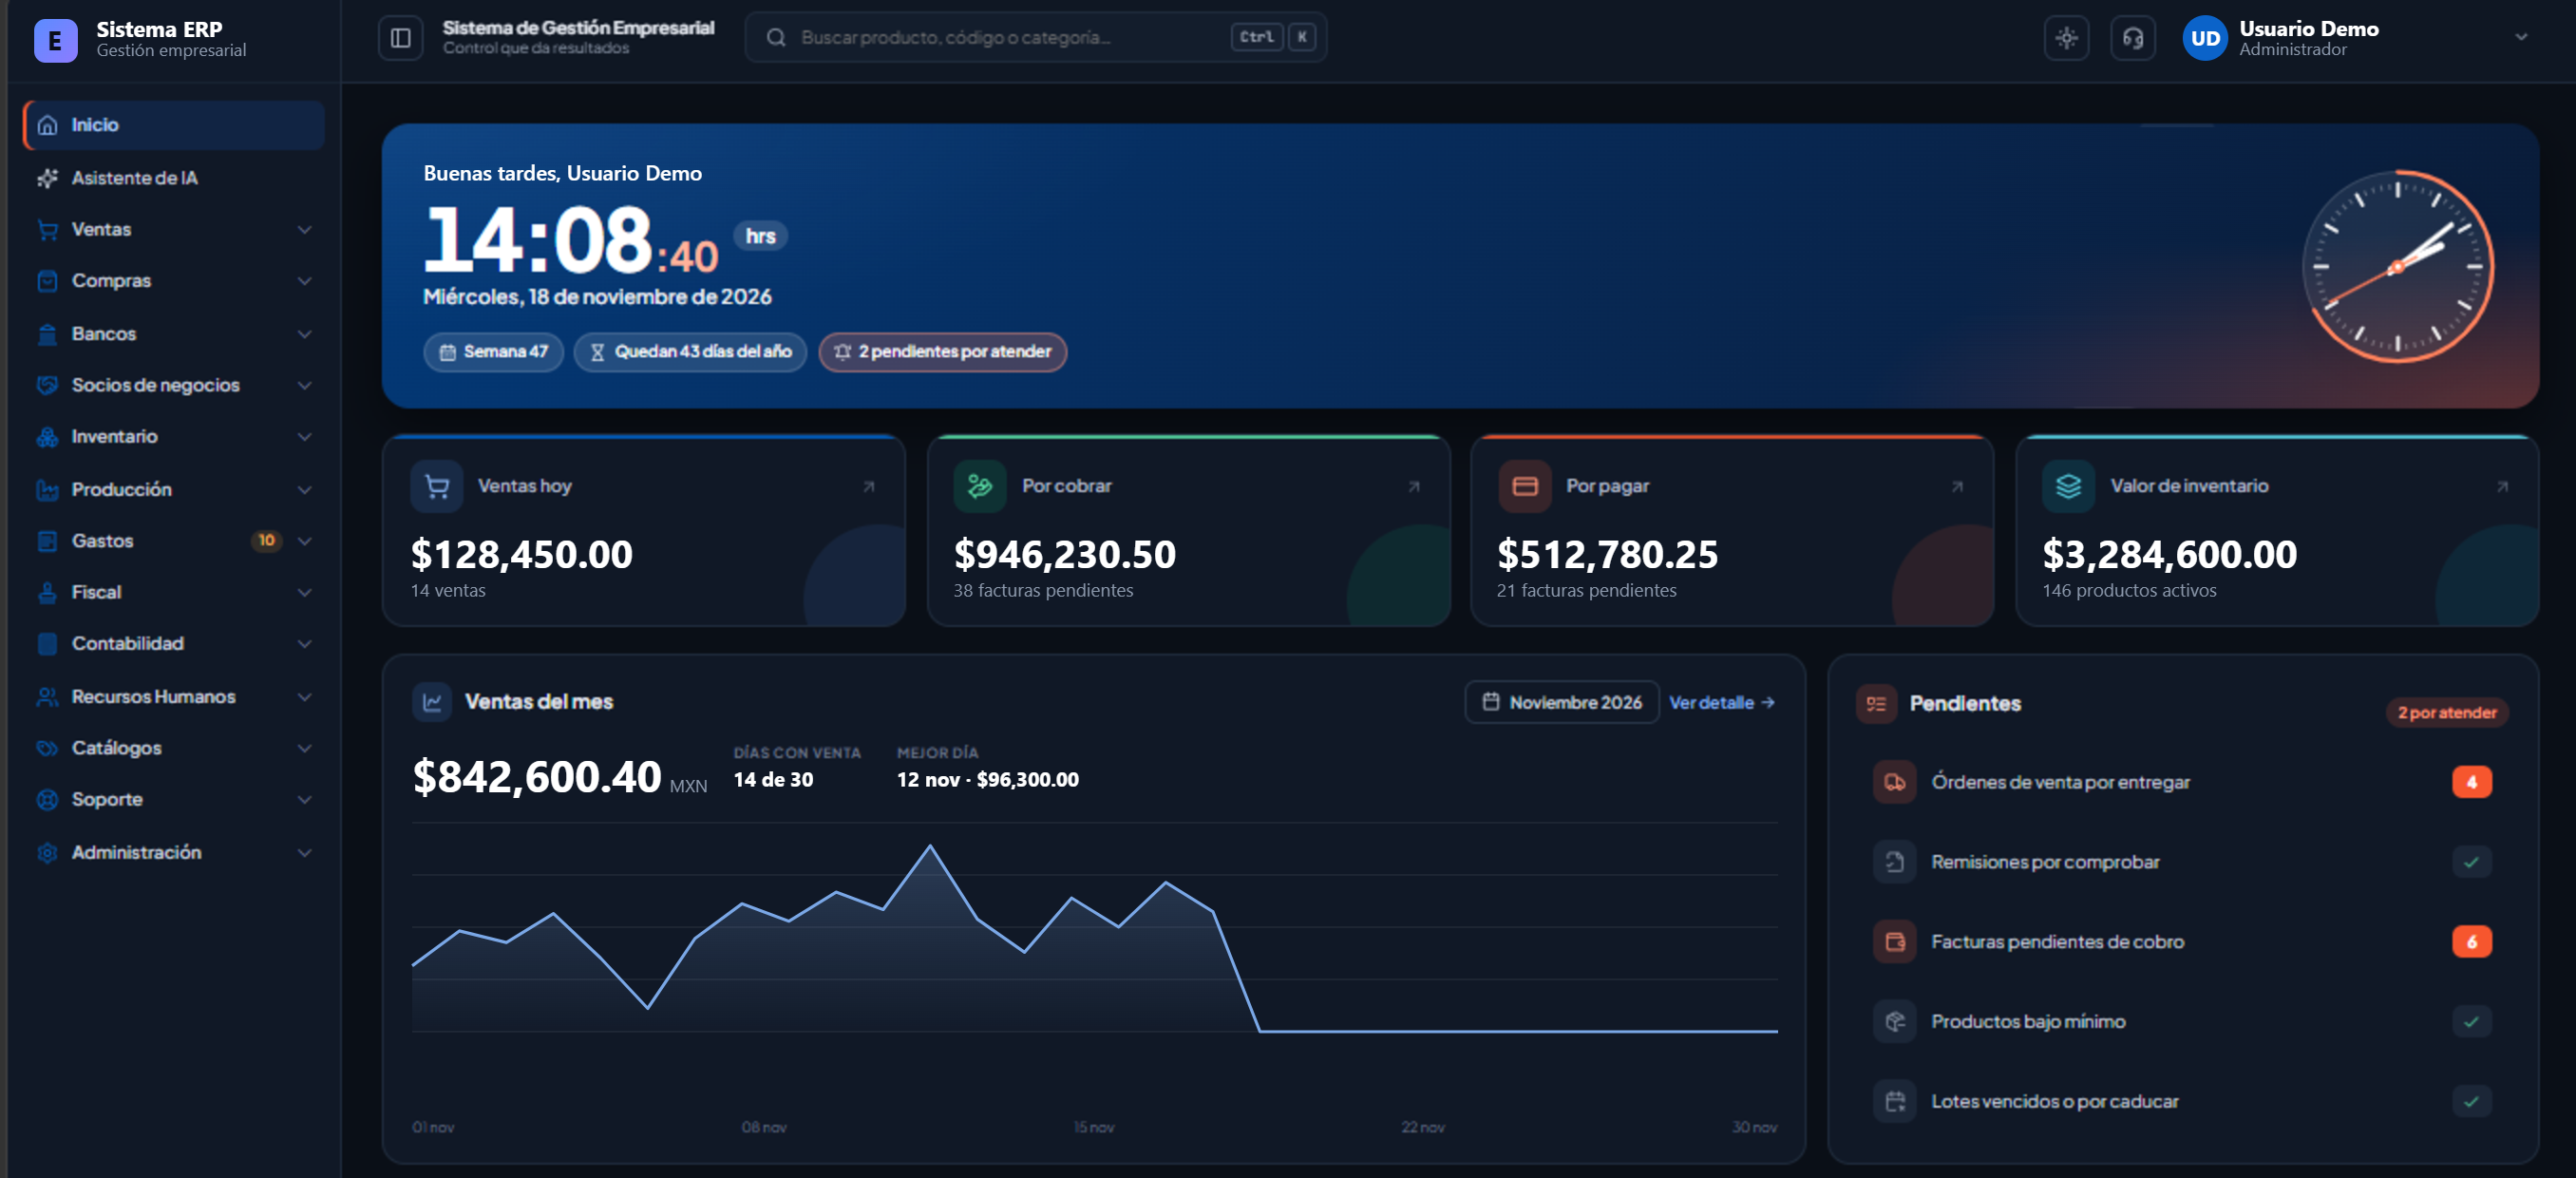 E
Sistema ERP
Gestión empresarial
Sistema de Gestión Empresarial
Control que da resultados
Buscar producto, código o categoría...
Ctrl K
UD
Usuario Demo
Administrador
Inicio
Asistente de IA
Ventas
Compras
Bancos
Socios de negocios
Inventario
Producción
Gastos 10
Fiscal
Contabilidad
Recursos Humanos
Catálogos
Soporte
Administración
Buenas tardes, Usuario Demo
14:08:40 hrs
Miércoles, 18 de noviembre de 2026
Semana 47
Quedan 43 días del año
2 pendientes por atender
Ventas hoy
$128,450.00
14 ventas
Por cobrar
$946,230.50
38 facturas pendientes
Por pagar
$512,780.25
21 facturas pendientes
Valor de inventario
$3,284,600.00
146 productos activos
Ventas del mes
Noviembre 2026
Ver detalle →
$842,600.40 MXN
DÍAS CON VENTA
14 de 30
MEJOR DÍA
12 nov · $96,300.00
01 nov 08 nov 15 nov 22 nov 30 nov
Pendientes
2 por atender
Órdenes de venta por entregar 4
Remisiones por comprobar
Facturas pendientes de cobro 6
Productos bajo mínimo
Lotes vencidos o por caducar